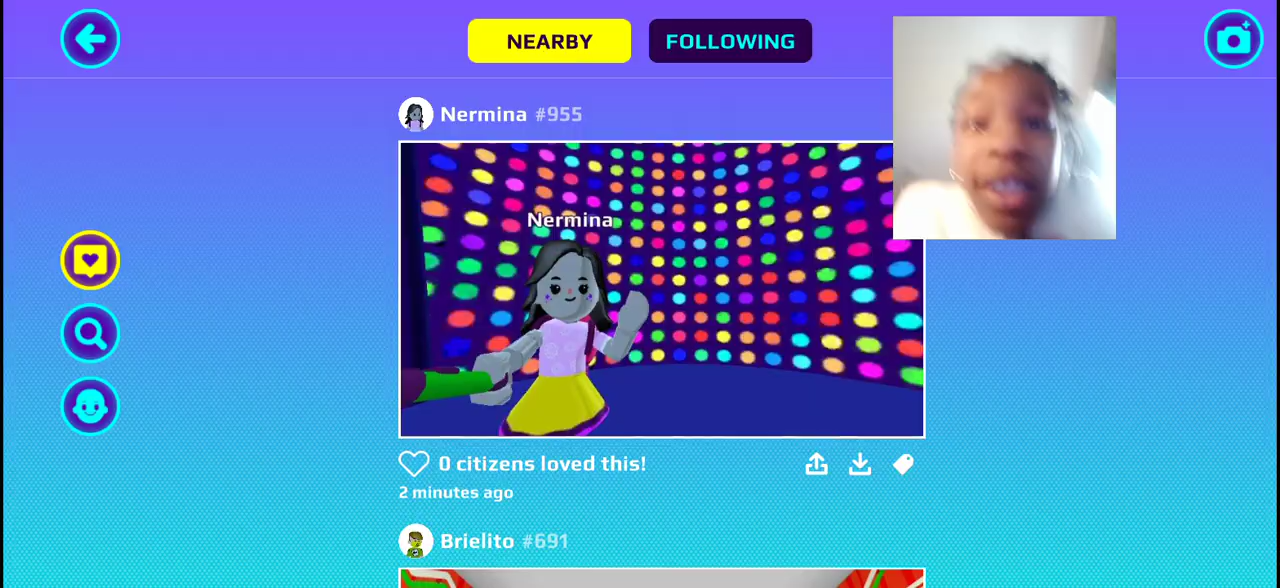 NEARBY
FOLLOWING
Nermina #955
Nermina
0 citizens loved this!
2 minutes ago
Brielito #691